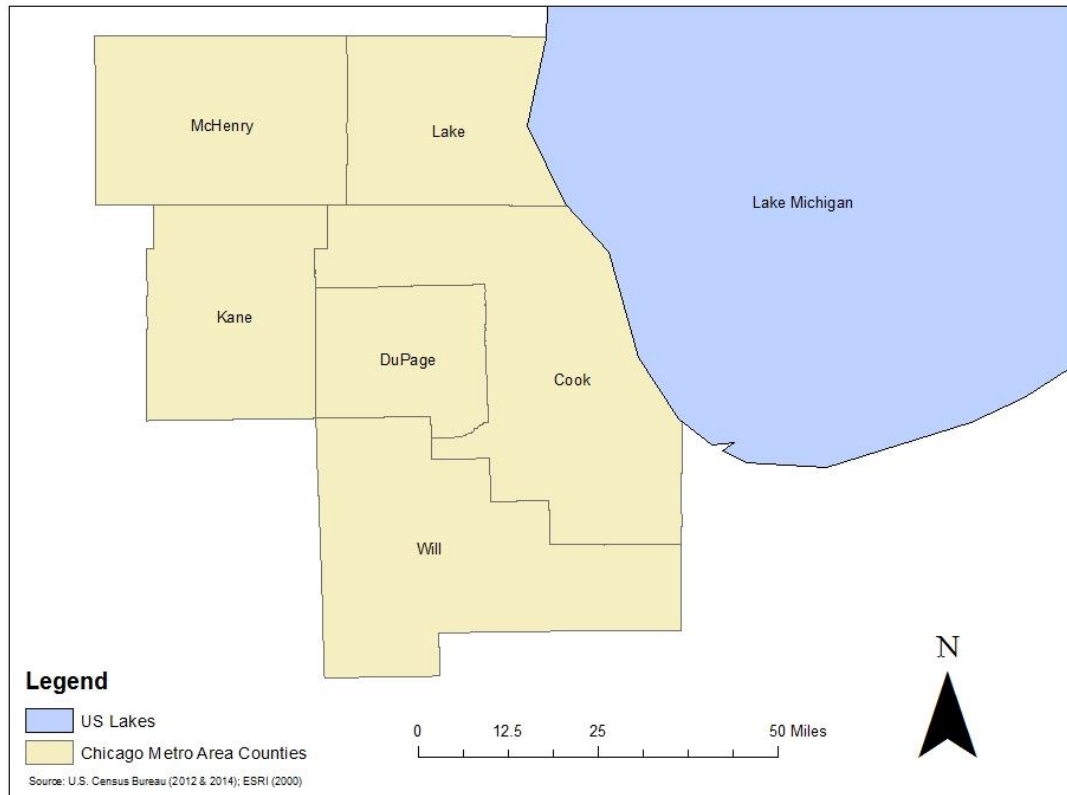 McHenry
Lake
Lake Michigan
Kane
DuPage
Cook
Will
N
Legend
US Lakes
Chicago Metro Area Counties
0 12.5 25 50 Miles
Source: U.S. Census Bureau (2012 & 2014); ESRI (2000)